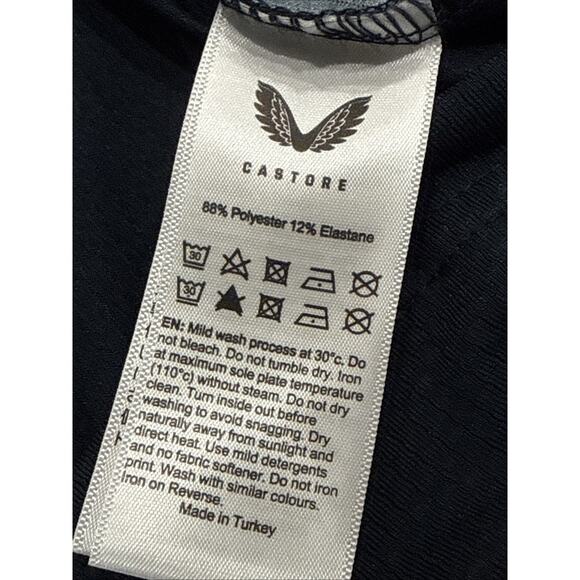 CASTORE
88% Polyester 12% Elastane
30
30
EN: Mild wash process at 30°c. Do
not bleach. Do not tumble dry. Iron
at maximum sole plate temperature
(110°c) without steam. Do not dry
clean. Turn inside out before
washing to avoid snagging. Dry
naturally away from sunlight and
direct heat. Use mild detergents
and no fabric softener. Do not iron
print. Wash with similar colours.
Iron on Reverse.
Made in Turkey